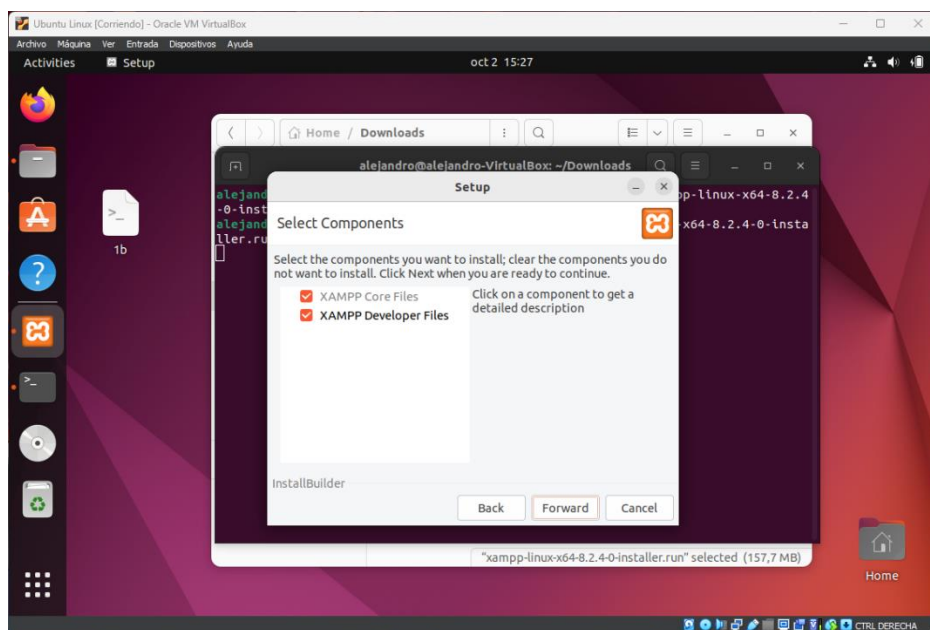 Ubuntu Linux [Corriendo] - Oracle VM VirtualBox
Archivo Máquina Ver Entrada Dispositivos Ayuda
Activities Setup oct 2 15:27
Home / Downloads
alejandro@alejandro-VirtualBox: ~/Downloads
Setup
alejand pp-linux-x64-8.2.4
-0-inst
alejand -x64-8.2.4-0-insta
ller.ru
Select Components
1b
Select the components you want to install; clear the components you do
not want to install. Click Next when you are ready to continue.
XAMPP Core Files
XAMPP Developer Files
Click on a component to get a
detailed description
InstallBuilder
Back Forward Cancel
"xampp-linux-x64-8.2.4-0-installer.run" selected (157,7 MB)
Home
CTRL DERECHA